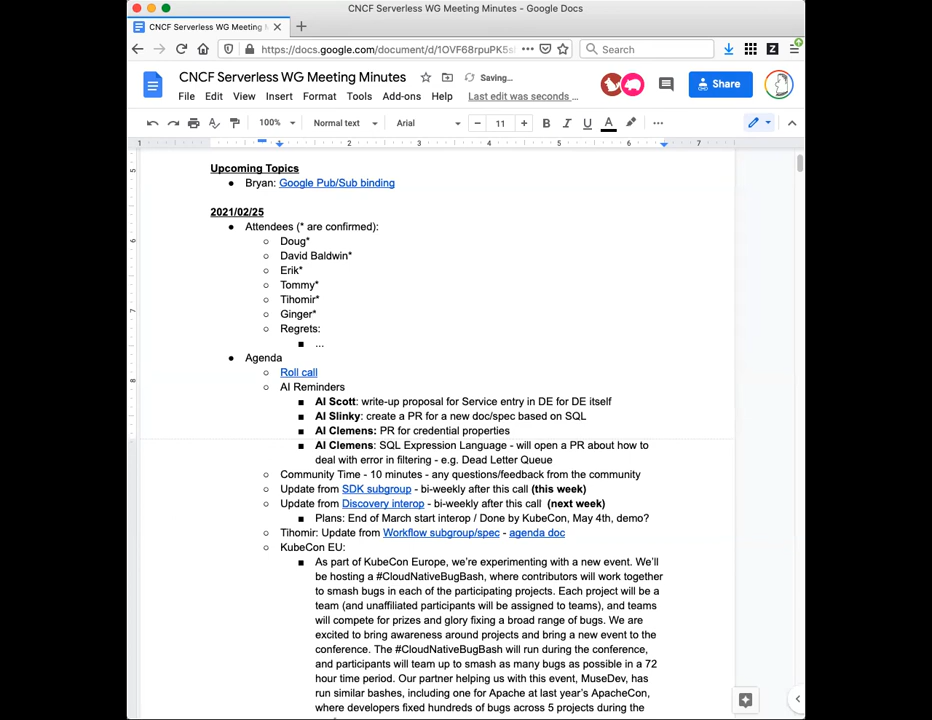 CNCF Serverless WG Meeting Minutes - Google Docs
CNCF Serverless WG Meeting
https://docs.google.com/document/d/1OVF68rpuPK5s
Search
CNCF Serverless WG Meeting Minutes
Saving...
File Edit View Insert Format Tools Add-ons Help Last edit was seconds ...
Share
100% Normal text Arial - 11 + B I U A
1 1 2 3 4 5 6 7
5
6
7
8
Upcoming Topics
● Bryan: Google Pub/Sub binding
2021/02/25
● Attendees (* are confirmed):
○ Doug*
○ David Baldwin*
○ Erik*
○ Tommy*
○ Tihomir*
○ Ginger*
○ Regrets:
■ ...
● Agenda
○ Roll call
○ AI Reminders
■ AI Scott: write-up proposal for Service entry in DE for DE itself
■ AI Slinky: create a PR for a new doc/spec based on SQL
■ AI Clemens: PR for credential properties
■ AI Clemens: SQL Expression Language - will open a PR about how to
deal with error in filtering - e.g. Dead Letter Queue
○ Community Time - 10 minutes - any questions/feedback from the community
○ Update from SDK subgroup - bi-weekly after this call (this week)
○ Update from Discovery interop - bi-weekly after this call (next week)
■ Plans: End of March start interop / Done by KubeCon, May 4th, demo?
○ Tihomir: Update from Workflow subgroup/spec - agenda doc
○ KubeCon EU:
■ As part of KubeCon Europe, we're experimenting with a new event. We'll
be hosting a #CloudNativeBugBash, where contributors will work together
to smash bugs in each of the participating projects. Each project will be a
team (and unaffiliated participants will be assigned to teams), and teams
will compete for prizes and glory fixing a broad range of bugs. We are
excited to bring awareness around projects and bring a new event to the
conference. The #CloudNativeBugBash will run during the conference,
and participants will team up to smash as many bugs as possible in a 72
hour time period. Our partner helping us with this event, MuseDev, has
run similar bashes, including one for Apache at last year's ApacheCon,
where developers fixed hundreds of bugs across 5 projects during the